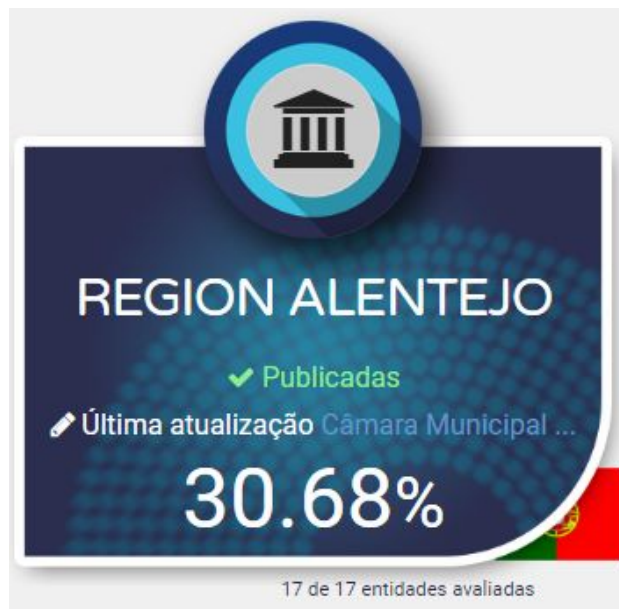 REGION ALENTEJO
Publicadas
Última atualização Câmara Municipal ...
30.68%
17 de 17 entidades avaliadas